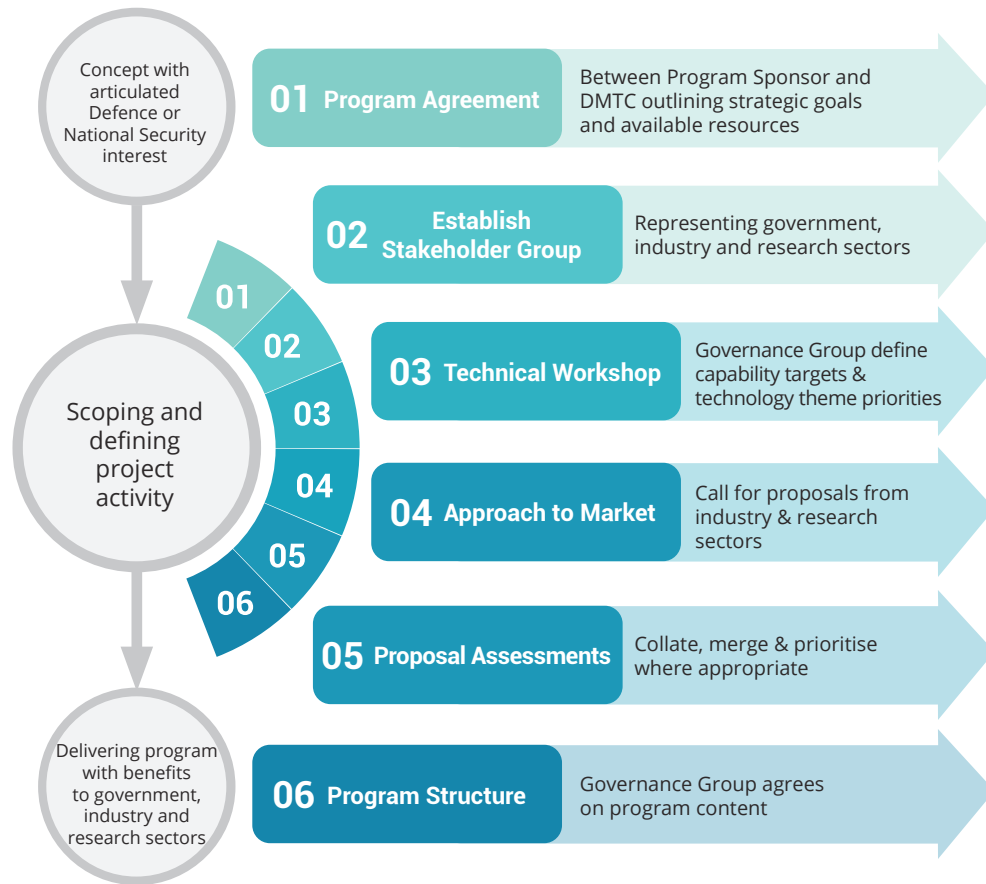 Concept with
articulated
Defence or
National Security
interest
01 Program Agreement
Between Program Sponsor and
DMTC outlining strategic goals
and available resources
02 Establish
Stakeholder Group
Representing government,
industry and research sectors
03 Technical Workshop
Governance Group define
capability targets &
technology theme priorities
04 Approach to Market
Call for proposals from
industry & research
sectors
05 Proposal Assessments
Collate, merge & prioritise
where appropriate
06 Program Structure
Governance Group agrees
on program content
Scoping and
defining
project
activity
01
02
03
04
05
06
Delivering program
with benefits
to government,
industry and
research sectors